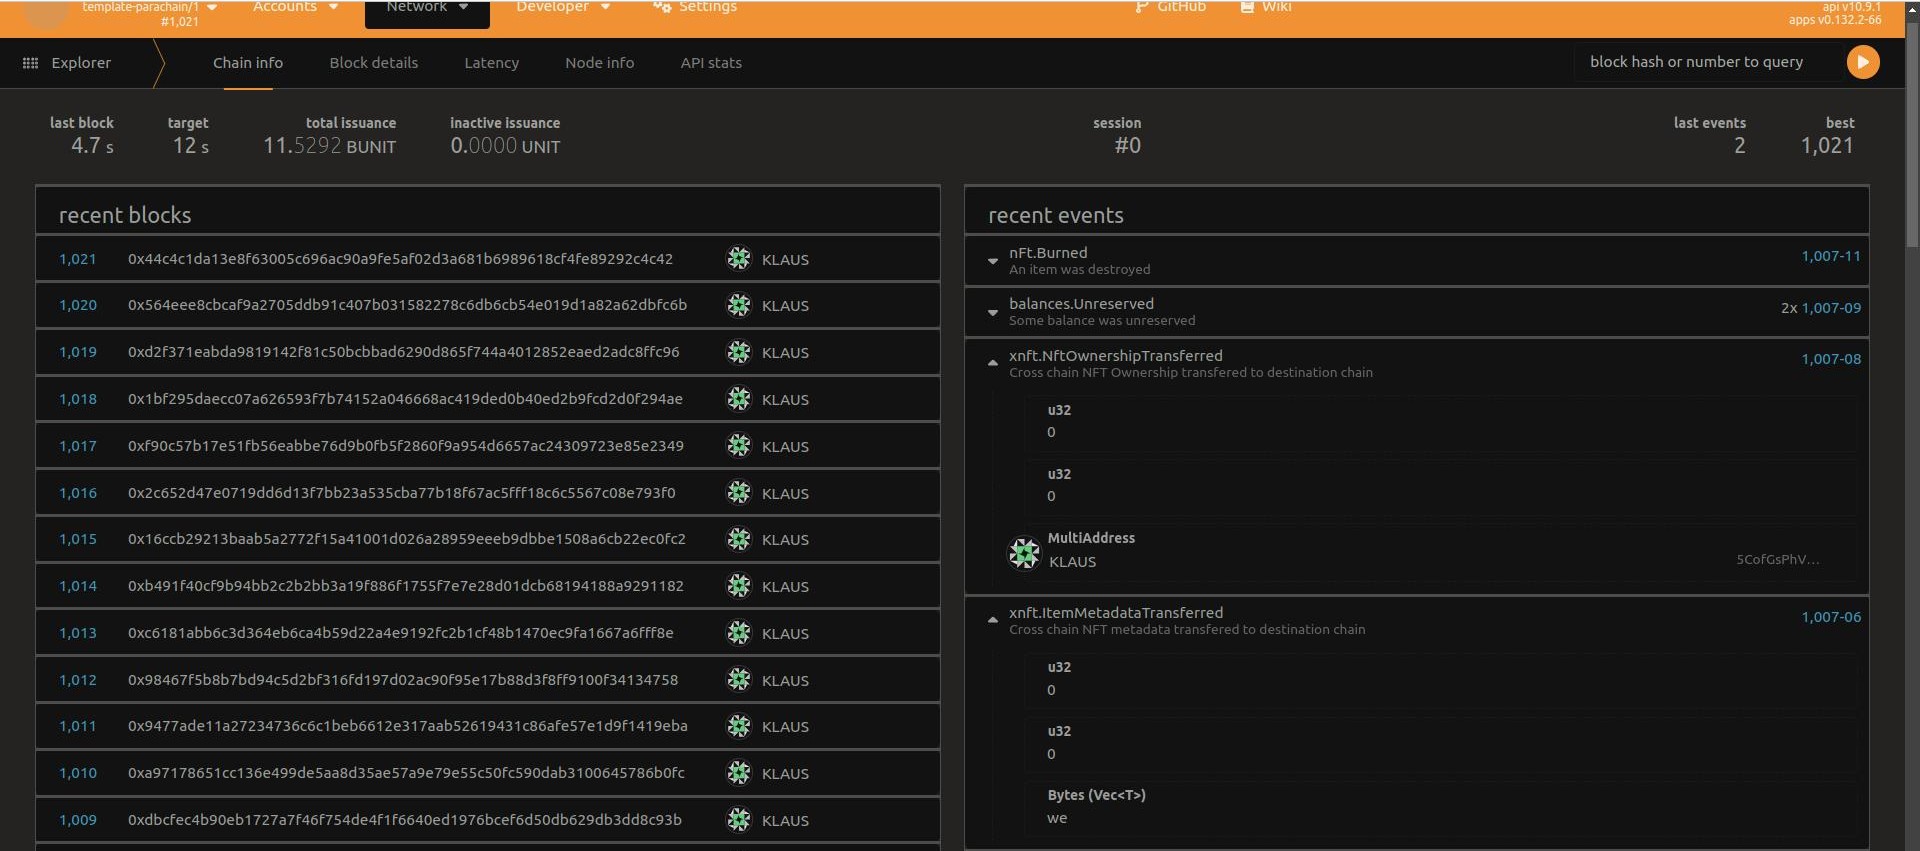 template-parachain/1
#1,021
Accounts
Network
Developer
Settings
GitHub
Wiki
api v10.9.1
apps v0.132.2-66
Explorer
Chain info
Block details
Latency
Node info
API stats
block hash or number to query
last block
4.7 s
target
12 s
total issuance
11.5292 BUNIT
inactive issuance
0.0000 UNIT
session
#0
last events
2
best
1,021
recent blocks
1,021 0x44c4c1da13e8f63005c696ac90a9fe5af02d3a681b6989618cf4fe89292c4c42 KLAUS
1,020 0x564eee8cbcaf9a2705ddb91c407b031582278c6db6cb54e019d1a82a62dbfc6b KLAUS
1,019 0xd2f371eabda9819142f81c50bcbbad6290d865f744a4012852eaed2adc8ffc96 KLAUS
1,018 0x1bf295daecc07a626593f7b74152a046668ac419ded0b40ed2b9fcd2d0f294ae KLAUS
1,017 0xf90c57b17e51fb56eabbe76d9b0fb5f2860f9a954d6657ac24309723e85e2349 KLAUS
1,016 0x2c652d47e0719dd6d13f7bb23a535cba77b18f67ac5fff18c6c5567c08e793f0 KLAUS
1,015 0x16ccb29213baab5a2772f15a41001d026a28959eeeb9dbbe1508a6cb22ec0fc2 KLAUS
1,014 0xb491f40cf9b94bb2c2b2bb3a19f886f1755f7e7e28d01dcb68194188a9291182 KLAUS
1,013 0xc6181abb6c3d364eb6ca4b59d22a4e9192fc2b1cf48b1470ec9fa1667a6fff8e KLAUS
1,012 0x98467f5b8b7bd94c5d2bf316fd197d02ac90f95e17b88d3f8ff9100f34134758 KLAUS
1,011 0x9477ade11a27234736c6c1beb6612e317aab52619431c86afe57e1d9f1419eba KLAUS
1,010 0xa97178651cc136e499de5aa8d35ae57a9e79e55c50fc590dab3100645786b0fc KLAUS
1,009 0xdbcfec4b90eb1727a7f46f754de4f1f6640ed1976bcef6d50db629db3dd8c93b KLAUS
recent events
nFt.Burned 1,007-11
An item was destroyed
balances.Unreserved 2x 1,007-09
Some balance was unreserved
xnft.NftOwnershipTransferred 1,007-08
Cross chain NFT Ownership transfered to destination chain
u32
0
u32
0
MultiAddress
KLAUS 5CofGsPhV…
xnft.ItemMetadataTransferred 1,007-06
Cross chain NFT metadata transfered to destination chain
u32
0
u32
0
Bytes (Vec<T>)
we